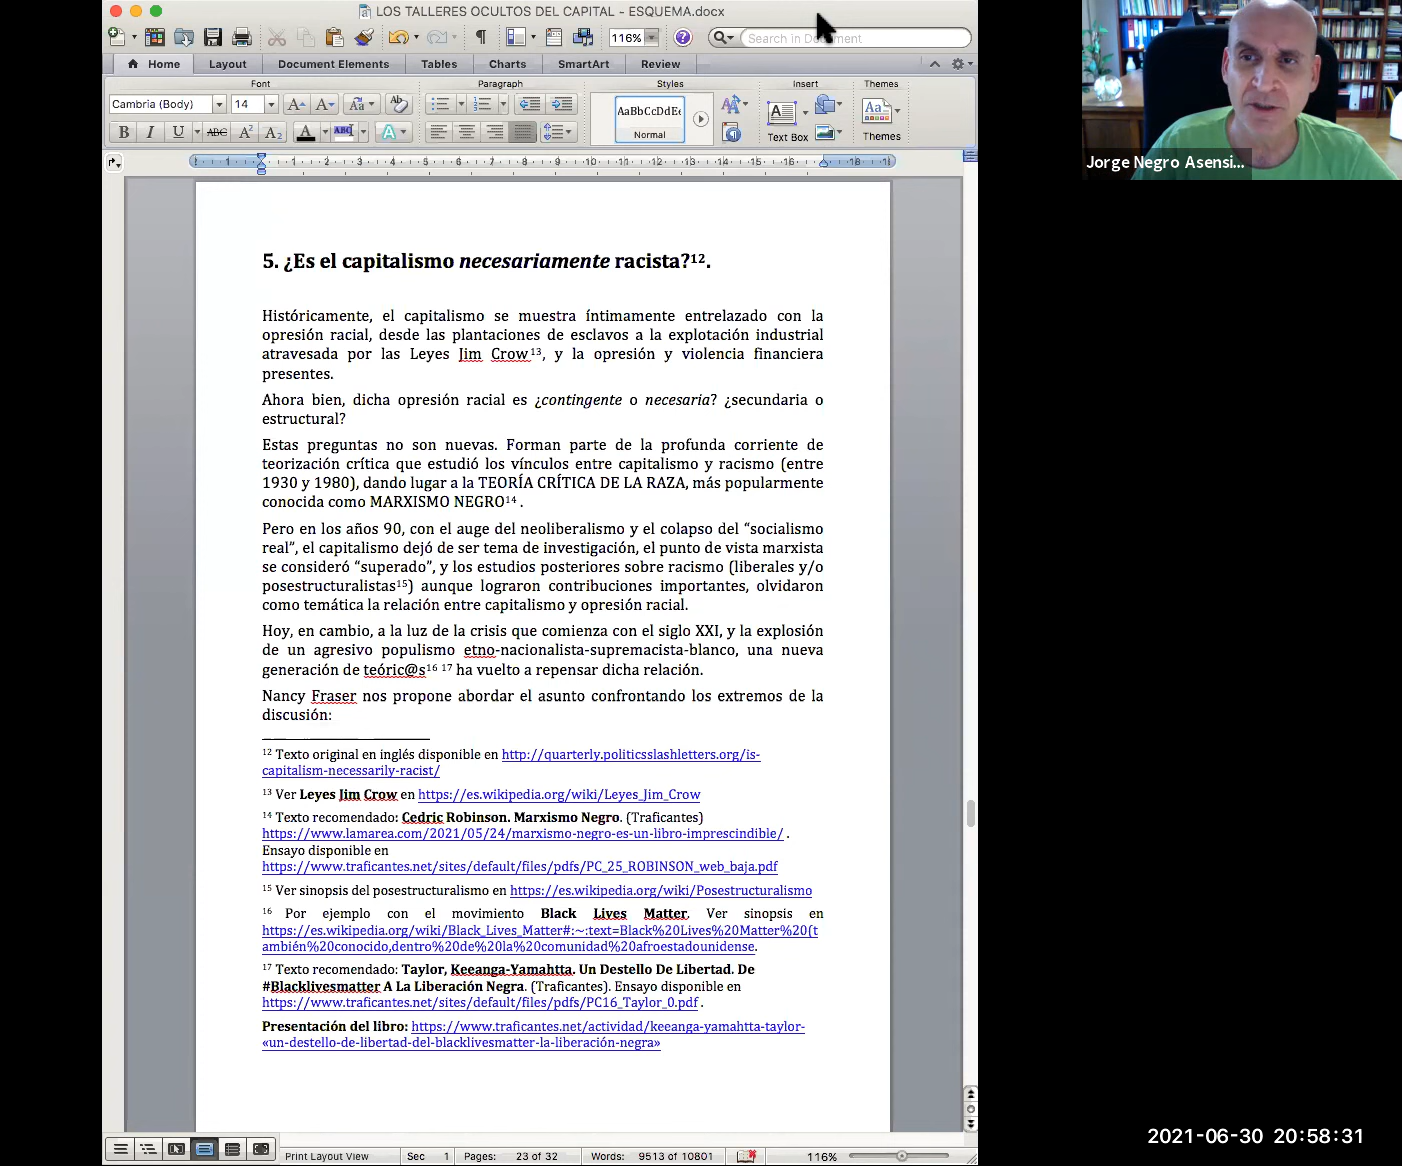 LOS TALLERES OCULTOS DEL CAPITAL - ESQUEMA.docx
116%
Search in Document
Home Layout Document Elements Tables Charts SmartArt Review
Font Paragraph Styles Insert Themes
Cambria (Body) 14
AaBbCcDdEe
Normal
Text Box
Themes
5. ¿Es el capitalismo necesariamente racista?¹².
Históricamente, el capitalismo se muestra íntimamente entrelazado con la
opresión racial, desde las plantaciones de esclavos a la explotación industrial
atravesada por las Leyes Jim Crow¹³, y la opresión y violencia financiera
presentes.
Ahora bien, dicha opresión racial es ¿contingente o necesaria? ¿secundaria o
estructural?
Estas preguntas no son nuevas. Forman parte de la profunda corriente de
teorización crítica que estudió los vínculos entre capitalismo y racismo (entre
1930 y 1980), dando lugar a la TEORÍA CRÍTICA DE LA RAZA, más popularmente
conocida como MARXISMO NEGRO¹⁴ .
Pero en los años 90, con el auge del neoliberalismo y el colapso del “socialismo
real”, el capitalismo dejó de ser tema de investigación, el punto de vista marxista
se consideró “superado”, y los estudios posteriores sobre racismo (liberales y/o
posestructuralistas¹⁵) aunque lograron contribuciones importantes, olvidaron
como temática la relación entre capitalismo y opresión racial.
Hoy, en cambio, a la luz de la crisis que comienza con el siglo XXI, y la explosión
de un agresivo populismo etno-nacionalista-supremacista-blanco, una nueva
generación de teóric@s¹⁶ ¹⁷ ha vuelto a repensar dicha relación.
Nancy Fraser nos propone abordar el asunto confrontando los extremos de la
discusión:
¹² Texto original en inglés disponible en http://quarterly.politicsslashletters.org/is-
capitalism-necessarily-racist/
¹³ Ver Leyes Jim Crow en https://es.wikipedia.org/wiki/Leyes_Jim_Crow
¹⁴ Texto recomendado: Cedric Robinson. Marxismo Negro. (Traficantes)
https://www.lamarea.com/2021/05/24/marxismo-negro-es-un-libro-imprescindible/ .
Ensayo disponible en
https://www.traficantes.net/sites/default/files/pdfs/PC_25_ROBINSON_web_baja.pdf
¹⁵ Ver sinopsis del posestructuralismo en https://es.wikipedia.org/wiki/Posestructuralismo
¹⁶ Por ejemplo con el movimiento Black Lives Matter. Ver sinopsis en
https://es.wikipedia.org/wiki/Black_Lives_Matter#:~:text=Black%20Lives%20Matter%20(t
ambién%20conocido,dentro%20de%20la%20comunidad%20afroestadounidense.
¹⁷ Texto recomendado: Taylor, Keeanga-Yamahtta. Un Destello De Libertad. De
#Blacklivesmatter A La Liberación Negra. (Traficantes). Ensayo disponible en
https://www.traficantes.net/sites/default/files/pdfs/PC16_Taylor_0.pdf .
Presentación del libro: https://www.traficantes.net/actividad/keeanga-yamahtta-taylor-
«un-destello-de-libertad-del-blacklivesmatter-la-liberación-negra»
Print Layout View Sec 1 Pages: 23 of 32 Words: 9513 of 10801 116%
Jorge Negro Asensi...
2021-06-30 20:58:31